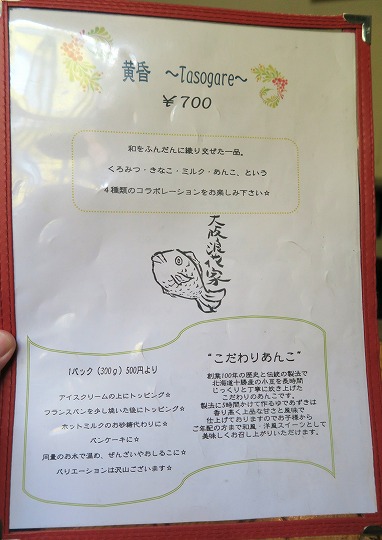 黄昏 ～Tasogare～
￥700
和をふんだんに織り交ぜた一品。
くろみつ・きなこ・ミルク・あんこ、という
４種類のコラボレーションをお楽しみ下さい☆
大阪浪花家
1パック（300ｇ）500円より
アイスクリームの上にトッピング☆
フランスパンを少し焼いた後にトッピング☆
ホットミルクのお砂糖代わりに☆
パンケーキに☆
同量のお水で温め、ぜんざいやおしるこに☆
バリエーションは沢山ございます☆
“こだわりあんこ”
創業100年の歴史と伝統の製法で
北海道十勝産の小豆を長時間
じっくりと丁寧に炊き上げた
こだわりのあんこです。
製法に5時間かけて作るゆであずきは
香り高く上品な甘さと風味で
仕上げておりますのでお子様から
ご年配の方まで和風・洋風スイーツとして
美味しくお召し上がりいただけます。